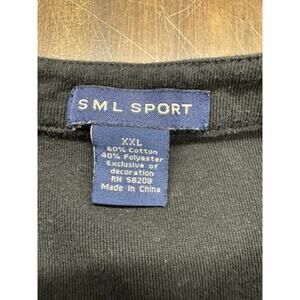 SML SPORT
XXL
60% Cotton
40% Polyester
Exclusive of
decoration
RN 58208
Made in China